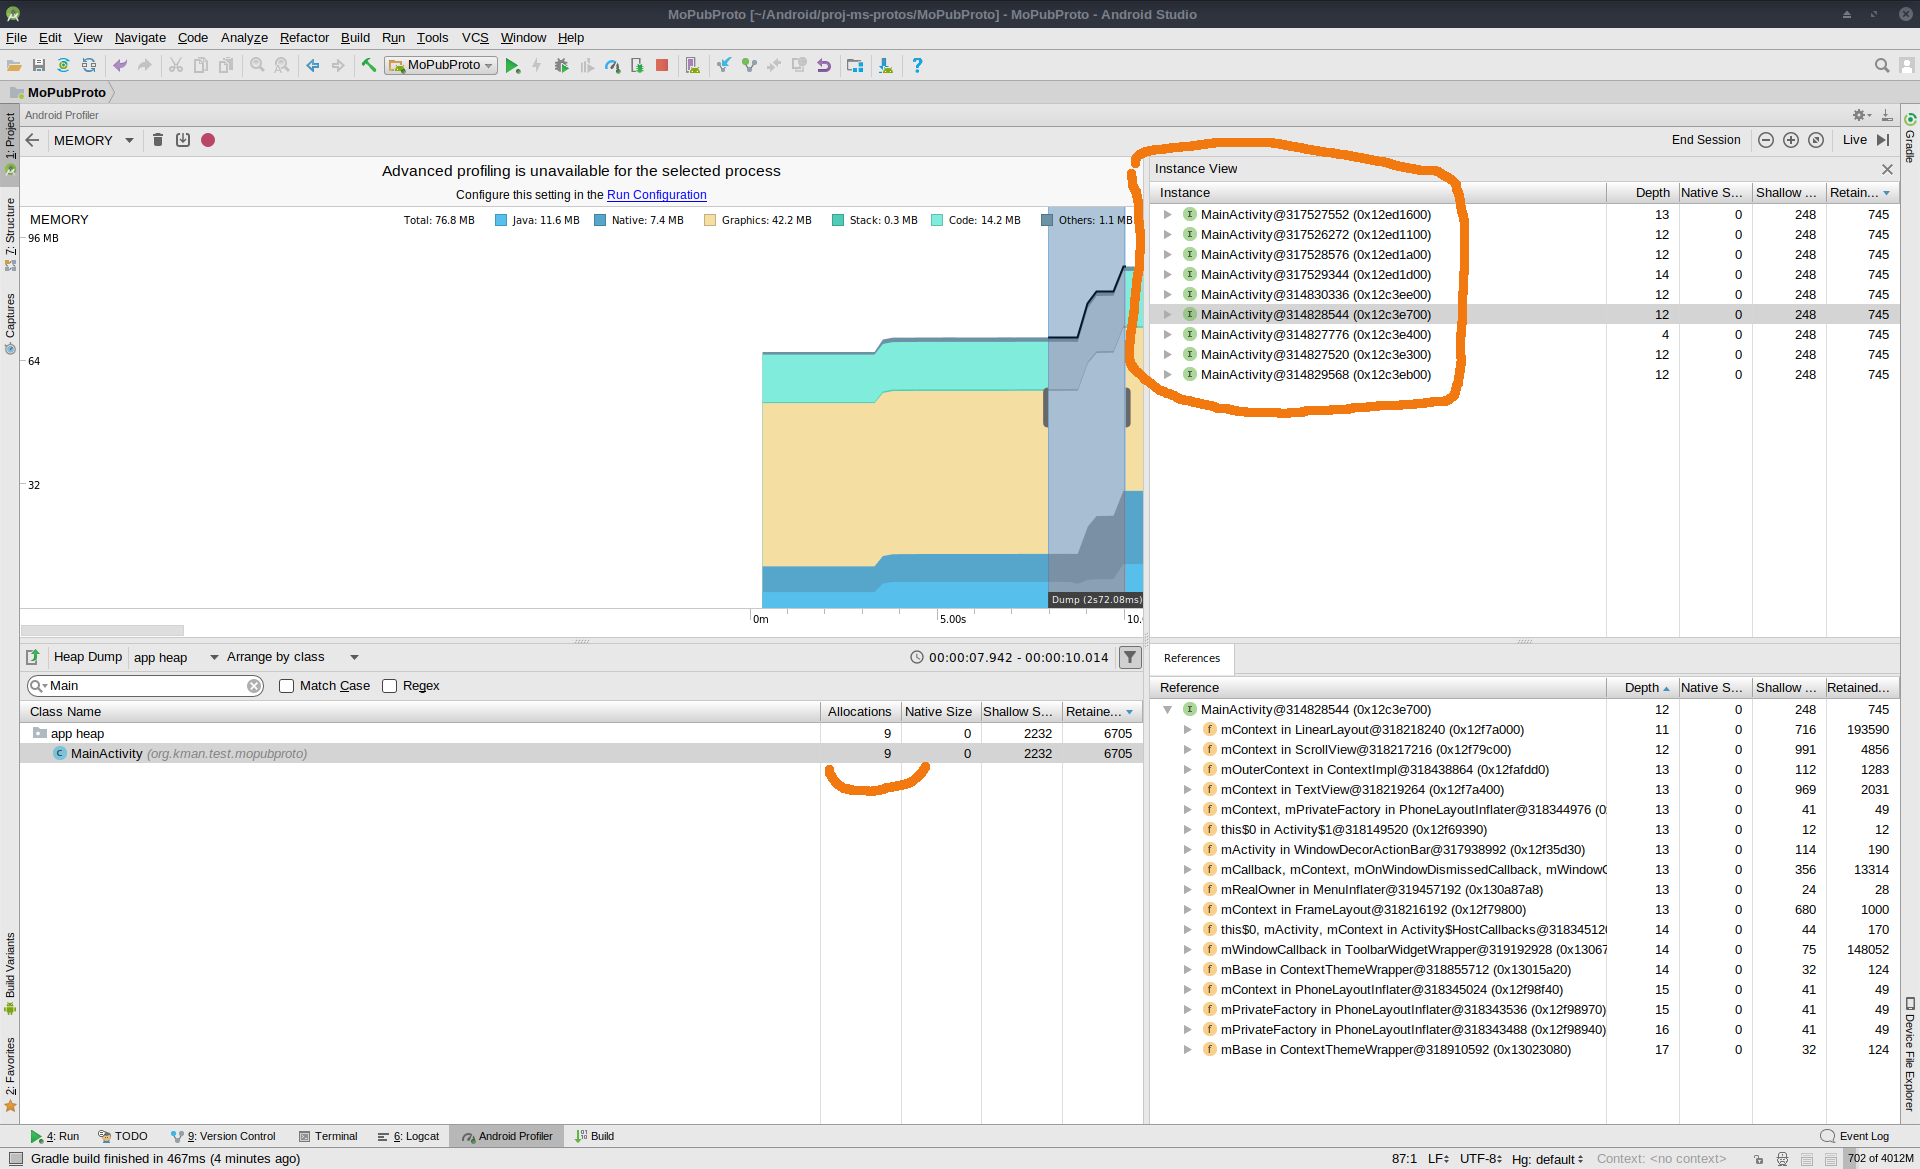 MoPubProto [~/Android/proj-ms-protos/MoPubProto] - MoPubProto - Android Studio
File Edit View Navigate Code Analyze Refactor Build Run Tools VCS Window Help
MoPubProto
MoPubProto
Android Profiler
MEMORY
End Session Live
Advanced profiling is unavailable for the selected process
Configure this setting in the Run Configuration
MEMORY Total: 76.8 MB Java: 11.6 MB Native: 7.4 MB Graphics: 42.2 MB Stack: 0.3 MB Code: 14.2 MB Others: 1.1 MB
96 MB
64
32
Dump (2s72.08ms)
0m 5.00s 10.
Instance View
Instance Depth Native S... Shallow ... Retain...
MainActivity@317527552 (0x12ed1600) 13 0 248 745
MainActivity@317526272 (0x12ed1100) 12 0 248 745
MainActivity@317528576 (0x12ed1a00) 12 0 248 745
MainActivity@317529344 (0x12ed1d00) 14 0 248 745
MainActivity@314830336 (0x12c3ee00) 12 0 248 745
MainActivity@314828544 (0x12c3e700) 12 0 248 745
MainActivity@314827776 (0x12c3e400) 4 0 248 745
MainActivity@314827520 (0x12c3e300) 12 0 248 745
MainActivity@314829568 (0x12c3eb00) 12 0 248 745
Heap Dump app heap Arrange by class 00:00:07.942 - 00:00:10.014
Main Match Case Regex
Class Name Allocations Native Size Shallow S... Retaine...
app heap 9 0 2232 6705
MainActivity (org.kman.test.mopubproto) 9 0 2232 6705
References
Reference Depth Native S... Shallow ... Retained...
MainActivity@314828544 (0x12c3e700) 12 0 248 745
mContext in LinearLayout@318218240 (0x12f7a000) 11 0 716 193590
mContext in ScrollView@318217216 (0x12f79c00) 12 0 991 4856
mOuterContext in ContextImpl@318438864 (0x12fafdd0) 13 0 112 1283
mContext in TextView@318219264 (0x12f7a400) 13 0 969 2031
mContext, mPrivateFactory in PhoneLayoutInflater@318344976 (0 13 0 41 49
this$0 in Activity$1@318149520 (0x12f69390) 13 0 12 12
mActivity in WindowDecorActionBar@317938992 (0x12f35d30) 13 0 114 190
mCallback, mContext, mOnWindowDismissedCallback, mWindowC 13 0 356 13314
mRealOwner in MenuInflater@319457192 (0x130a87a8) 13 0 24 28
mContext in FrameLayout@318216192 (0x12f79800) 13 0 680 1000
this$0, mActivity, mContext in Activity$HostCallbacks@31834512 14 0 44 170
mWindowCallback in ToolbarWidgetWrapper@319192928 (0x13067 14 0 75 148052
mBase in ContextThemeWrapper@318855712 (0x13015a20) 14 0 32 124
mContext in PhoneLayoutInflater@318345024 (0x12f98f40) 15 0 41 49
mPrivateFactory in PhoneLayoutInflater@318343536 (0x12f98970) 15 0 41 49
mPrivateFactory in PhoneLayoutInflater@318343488 (0x12f98940) 16 0 41 49
mBase in ContextThemeWrapper@318910592 (0x13023080) 17 0 32 124
1: Project
7: Structure
Captures
Build Variants
2: Favorites
Gradle
Device File Explorer
4: Run TODO 9: Version Control Terminal 6: Logcat Android Profiler Build Event Log
Gradle build finished in 467ms (4 minutes ago) 87:1 LF UTF-8 Hg: default Context: <no context> 702 of 4012M